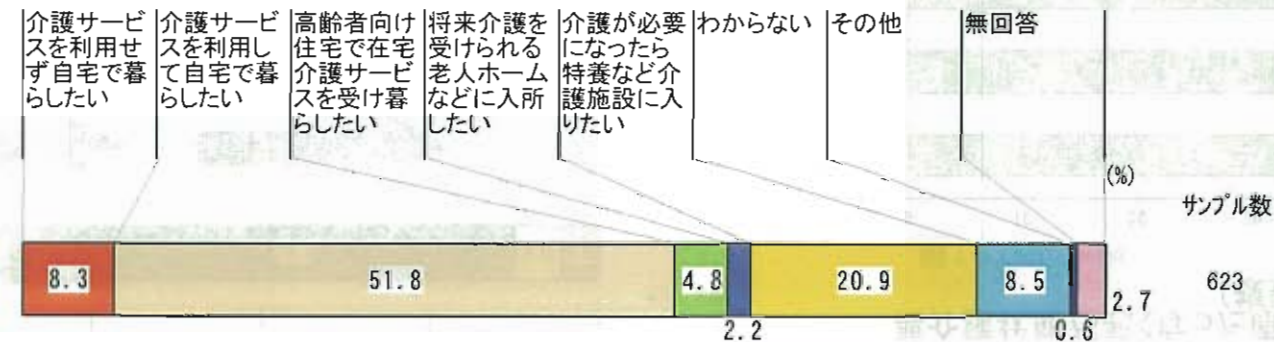 介護サービ
スを利用せ
ず自宅で暮
らしたい
介護サービ
スを利用し
て自宅で暮
らしたい
高齢者向け
住宅で在宅
介護サービ
スを受け暮
らしたい
将来介護を
受けられる
老人ホーム
などに入所
したい
介護が必要
になったら
特養など介
護施設に入
りたい
わからない
その他
無回答
(%)
サンプル数
8.3
51.8
4.8
2.2
20.9
8.5
0.6
2.7
623